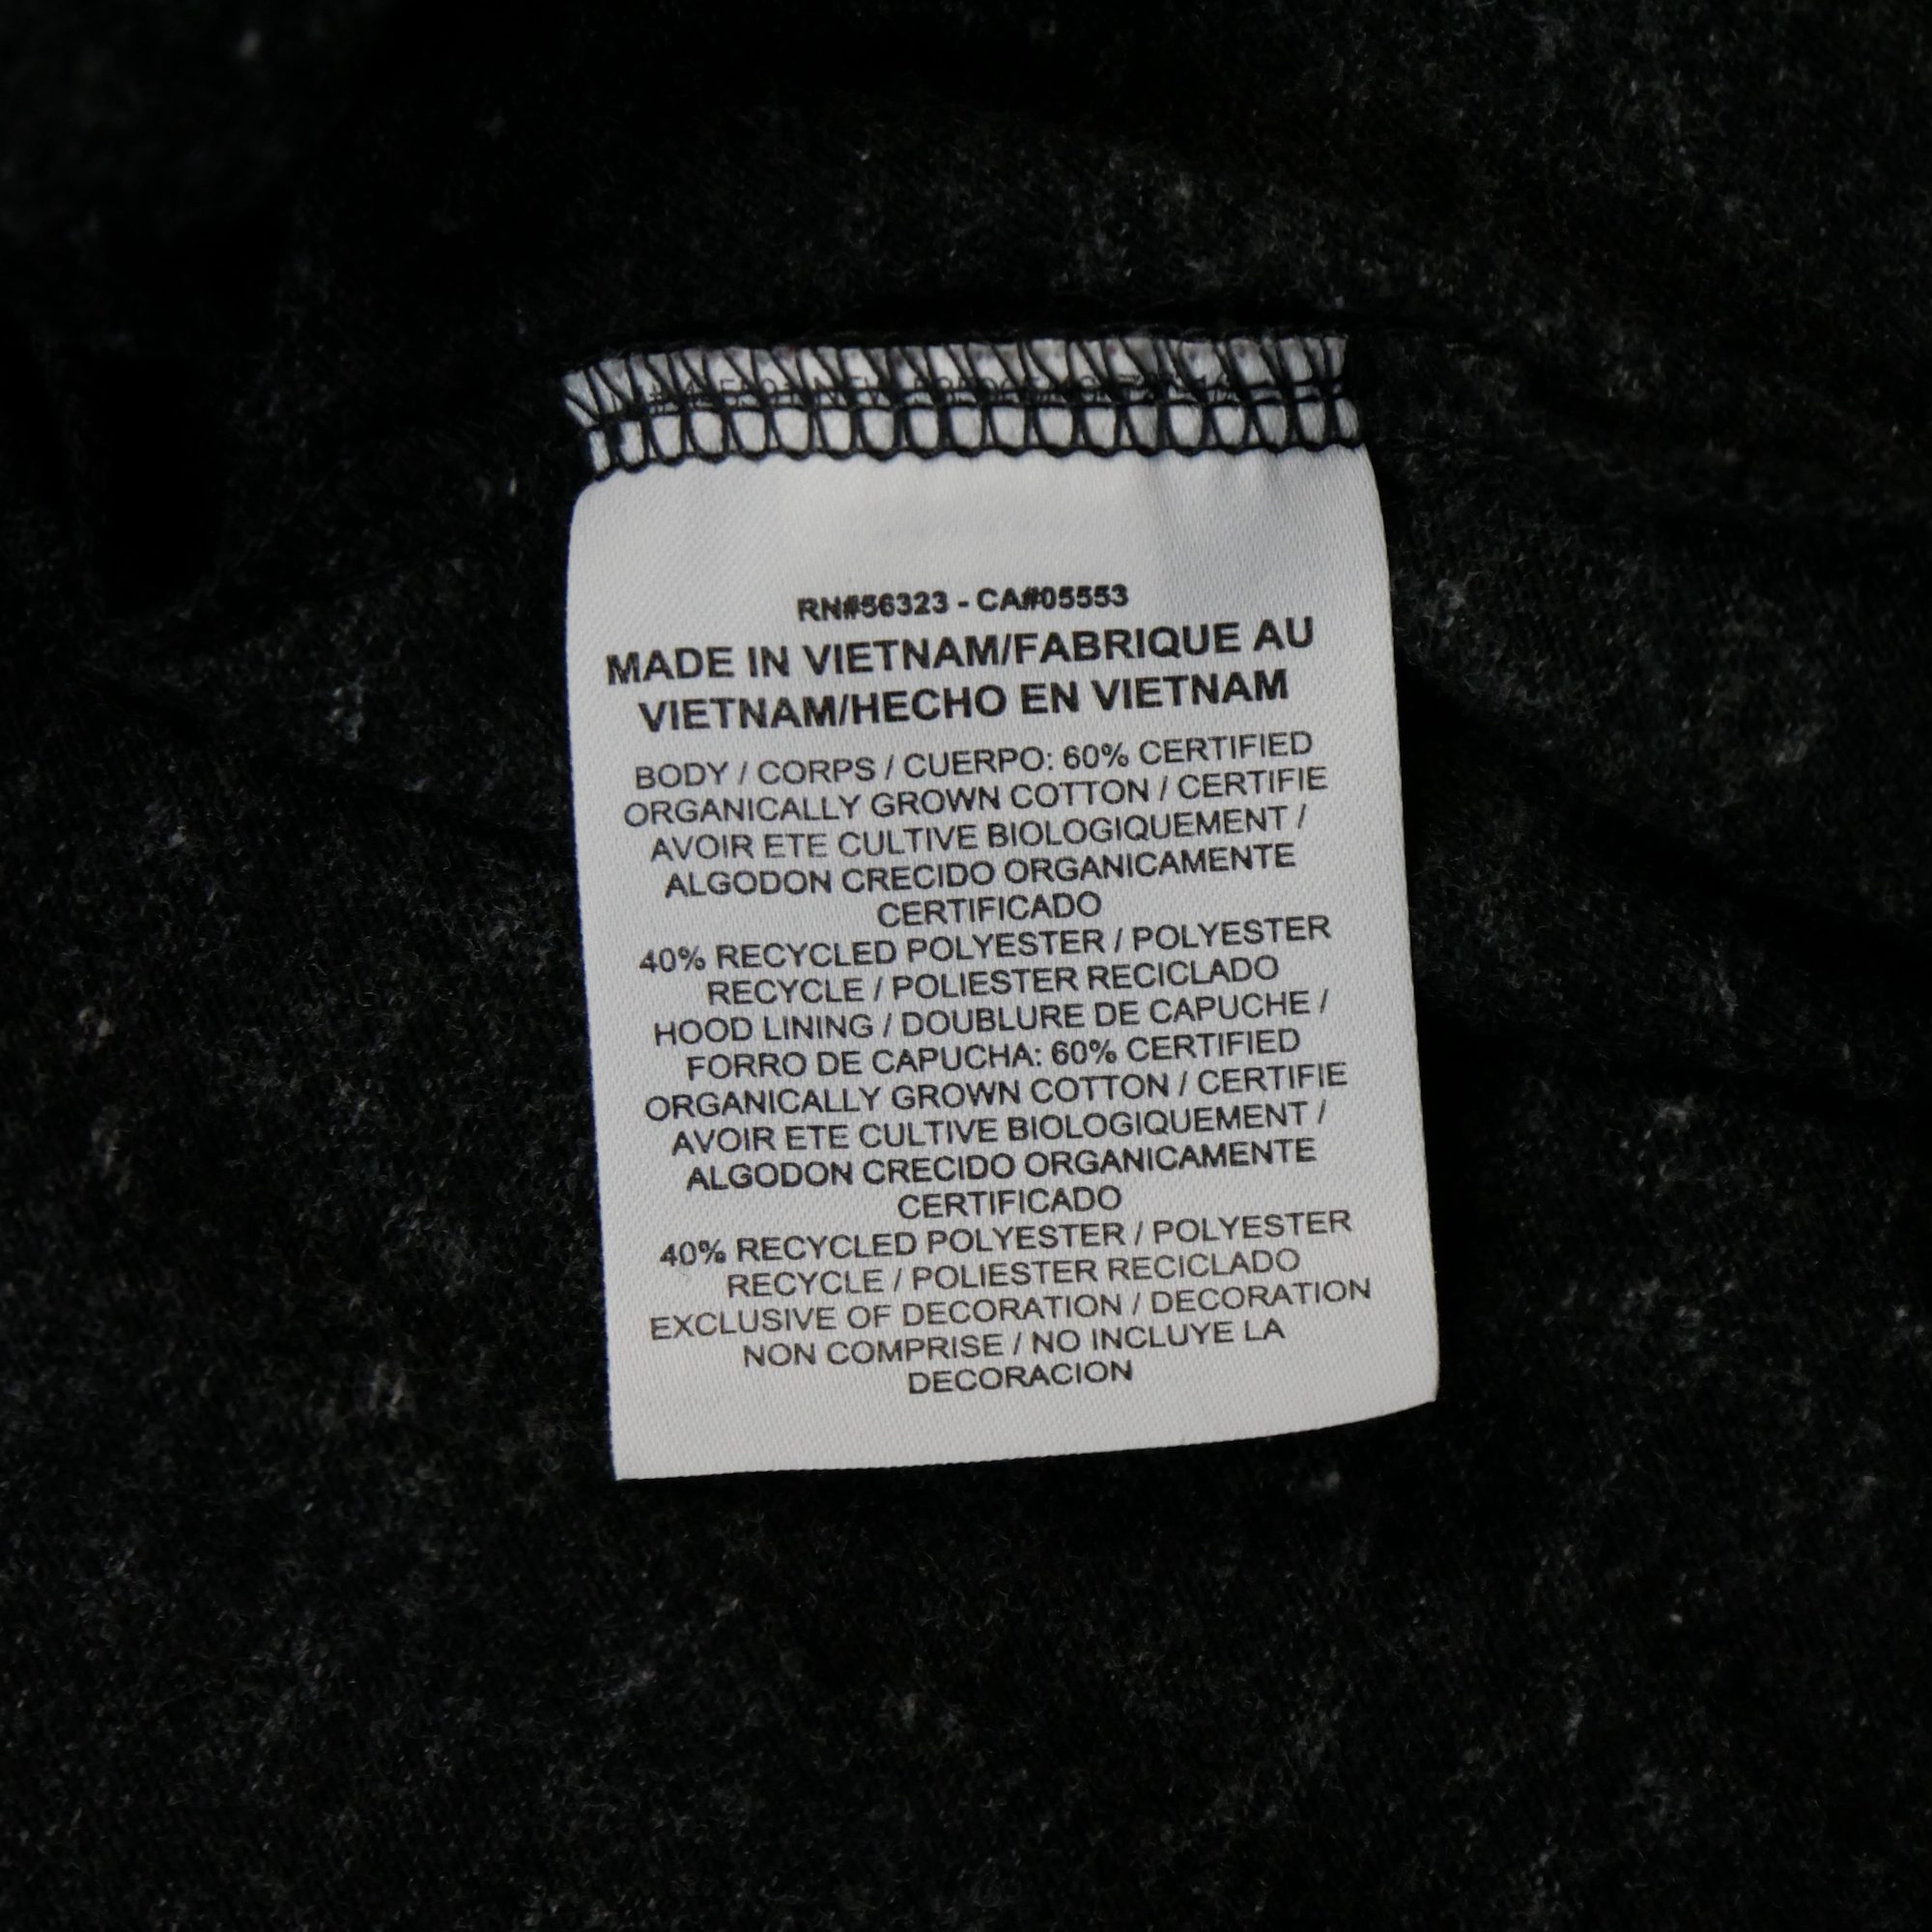 RN#56323 - CA#05553
MADE IN VIETNAM/FABRIQUE AU
VIETNAM/HECHO EN VIETNAM
BODY / CORPS / CUERPO: 60% CERTIFIED
ORGANICALLY GROWN COTTON / CERTIFIE
AVOIR ETE CULTIVE BIOLOGIQUEMENT /
ALGODON CRECIDO ORGANICAMENTE
CERTIFICADO
40% RECYCLED POLYESTER / POLYESTER
RECYCLE / POLIESTER RECICLADO
HOOD LINING / DOUBLURE DE CAPUCHE /
FORRO DE CAPUCHA: 60% CERTIFIED
ORGANICALLY GROWN COTTON / CERTIFIE
AVOIR ETE CULTIVE BIOLOGIQUEMENT /
ALGODON CRECIDO ORGANICAMENTE
CERTIFICADO
40% RECYCLED POLYESTER / POLYESTER
RECYCLE / POLIESTER RECICLADO
EXCLUSIVE OF DECORATION / DECORATION
NON COMPRISE / NO INCLUYE LA
DECORACION